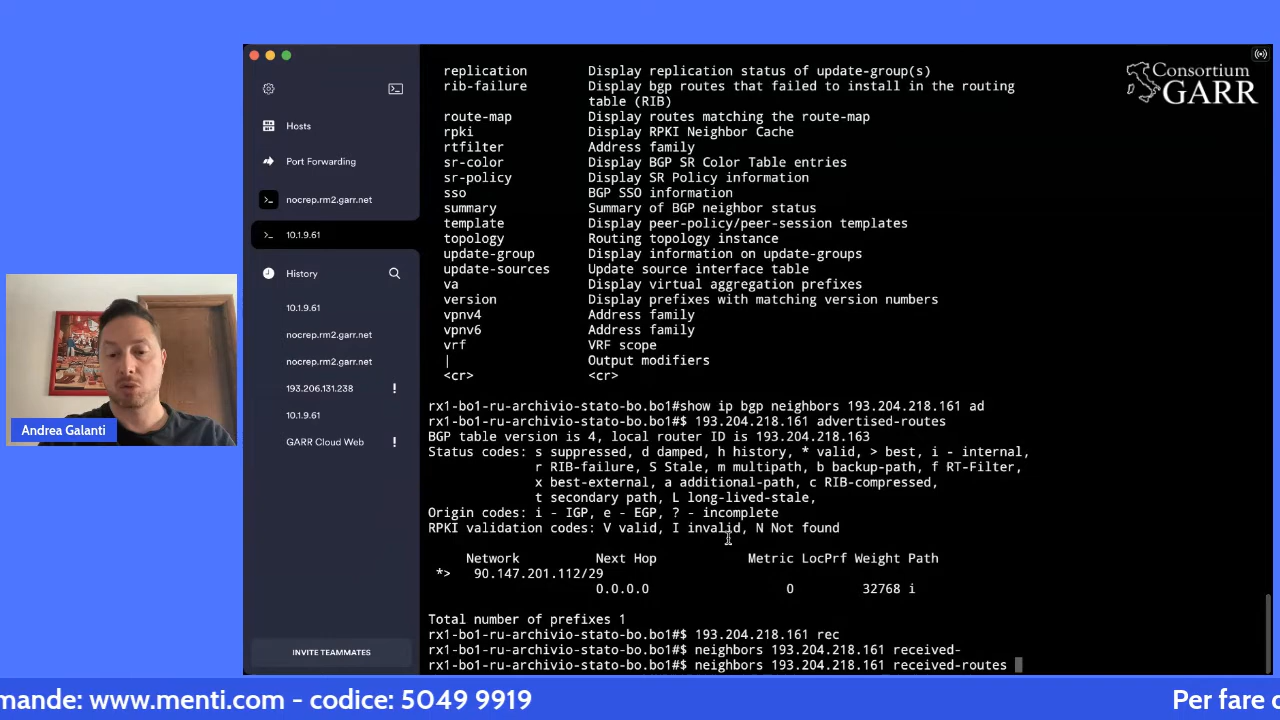 Consortium
GARR
Hosts
Port Forwarding
nocrep.rm2.garr.net
10.1.9.61
History
10.1.9.61
nocrep.rm2.garr.net
nocrep.rm2.garr.net
193.206.131.238 !
10.1.9.61
GARR Cloud Web !
INVITE TEAMMATES
replication Display replication status of update-group(s)
rib-failure Display bgp routes that failed to install in the routing
table (RIB)
route-map Display routes matching the route-map
rpki Display RPKI Neighbor Cache
rtfilter Address family
sr-color Display BGP SR Color Table entries
sr-policy Display SR Policy information
sso BGP SSO information
summary Summary of BGP neighbor status
template Display peer-policy/peer-session templates
topology Routing topology instance
update-group Display information on update-groups
update-sources Update source interface table
va Display virtual aggregation prefixes
version Display prefixes with matching version numbers
vpnv4 Address family
vpnv6 Address family
vrf VRF scope
| Output modifiers
<cr> <cr>
rx1-bo1-ru-archivio-stato-bo.bo1#show ip bgp neighbors 193.204.218.161 ad
rx1-bo1-ru-archivio-stato-bo.bo1#$ 193.204.218.161 advertised-routes
BGP table version is 4, local router ID is 193.204.218.163
Status codes: s suppressed, d damped, h history, * valid, > best, i - internal,
r RIB-failure, S Stale, m multipath, b backup-path, f RT-Filter,
x best-external, a additional-path, c RIB-compressed,
t secondary path, L long-lived-stale,
Origin codes: i - IGP, e - EGP, ? - incomplete
RPKI validation codes: V valid, I invalid, N Not found
Network Next Hop Metric LocPrf Weight Path
*> 90.147.201.112/29
0.0.0.0 0 32768 i
Total number of prefixes 1
rx1-bo1-ru-archivio-stato-bo.bo1#$ 193.204.218.161 rec
rx1-bo1-ru-archivio-stato-bo.bo1#$ neighbors 193.204.218.161 received-
rx1-bo1-ru-archivio-stato-bo.bo1#$ neighbors 193.204.218.161 received-routes
Andrea Galanti
mande: www.menti.com - codice: 5049 9919
Per fare